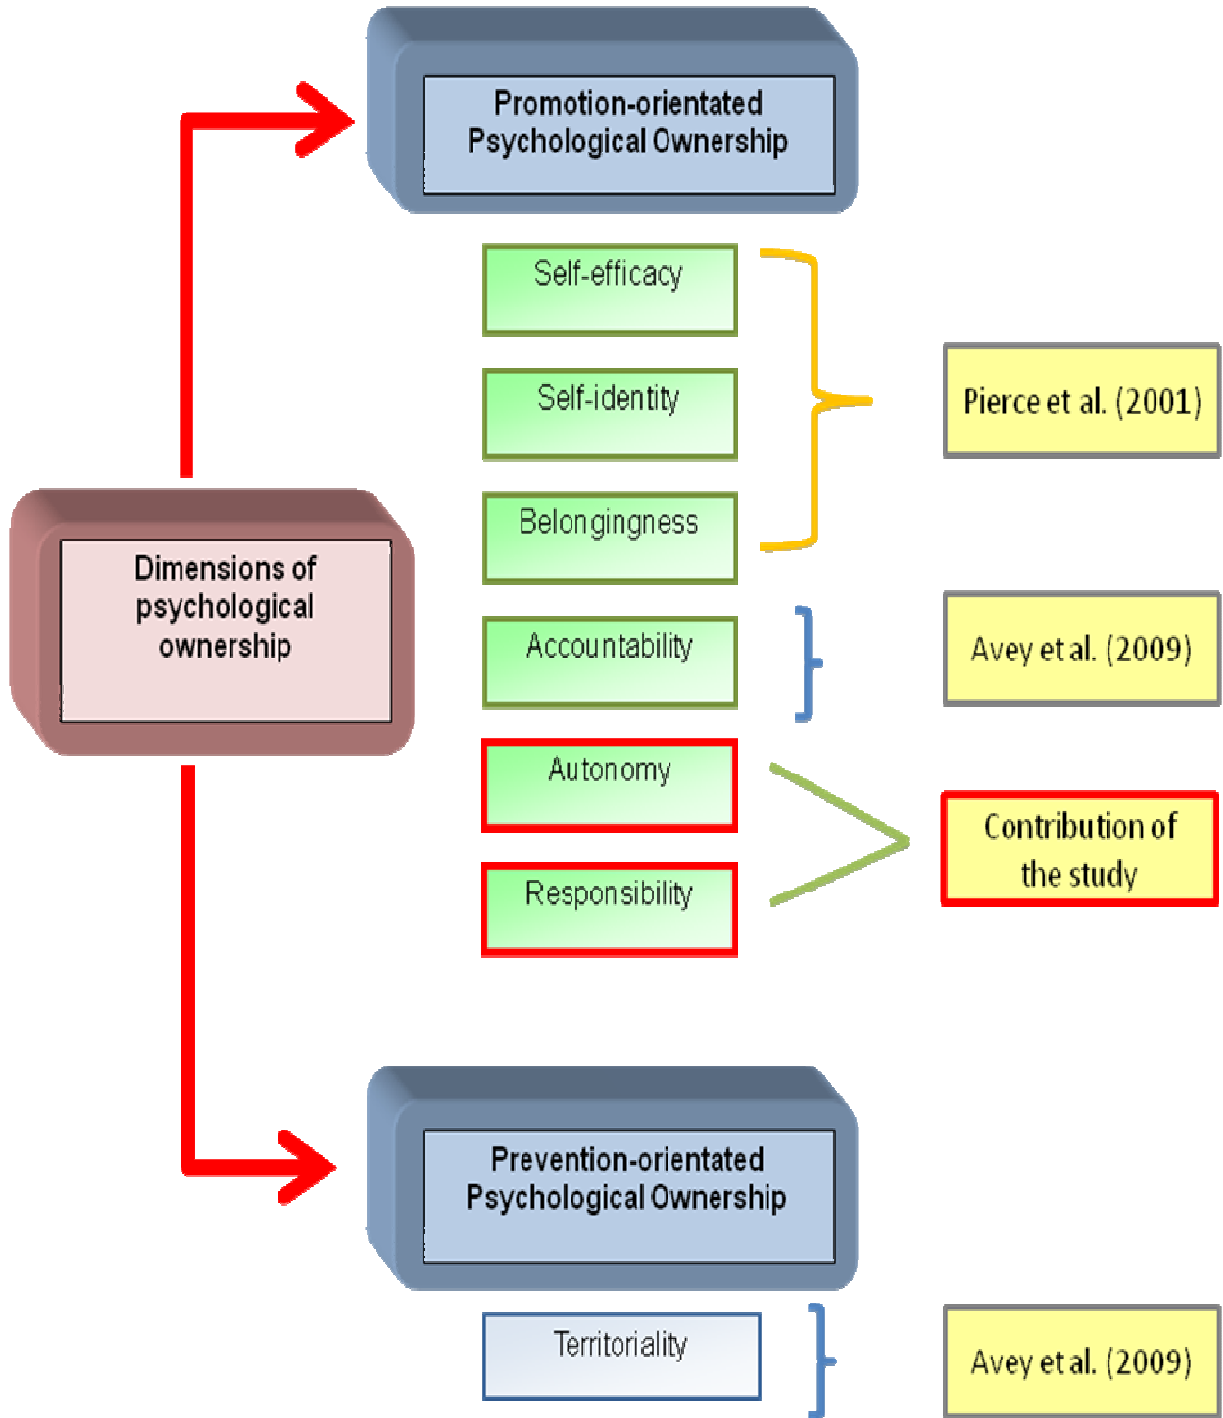 Promotion-orientated
Psychological Ownership
Self-efficacy
Self-identity
Pierce et al. (2001)
Belongingness
Dimensions of
psychological
ownership
Accountability
Avey et al. (2009)
Autonomy
Contribution of
the study
Responsibility
Prevention-orientated
Psychological Ownership
Territoriality
Avey et al. (2009)